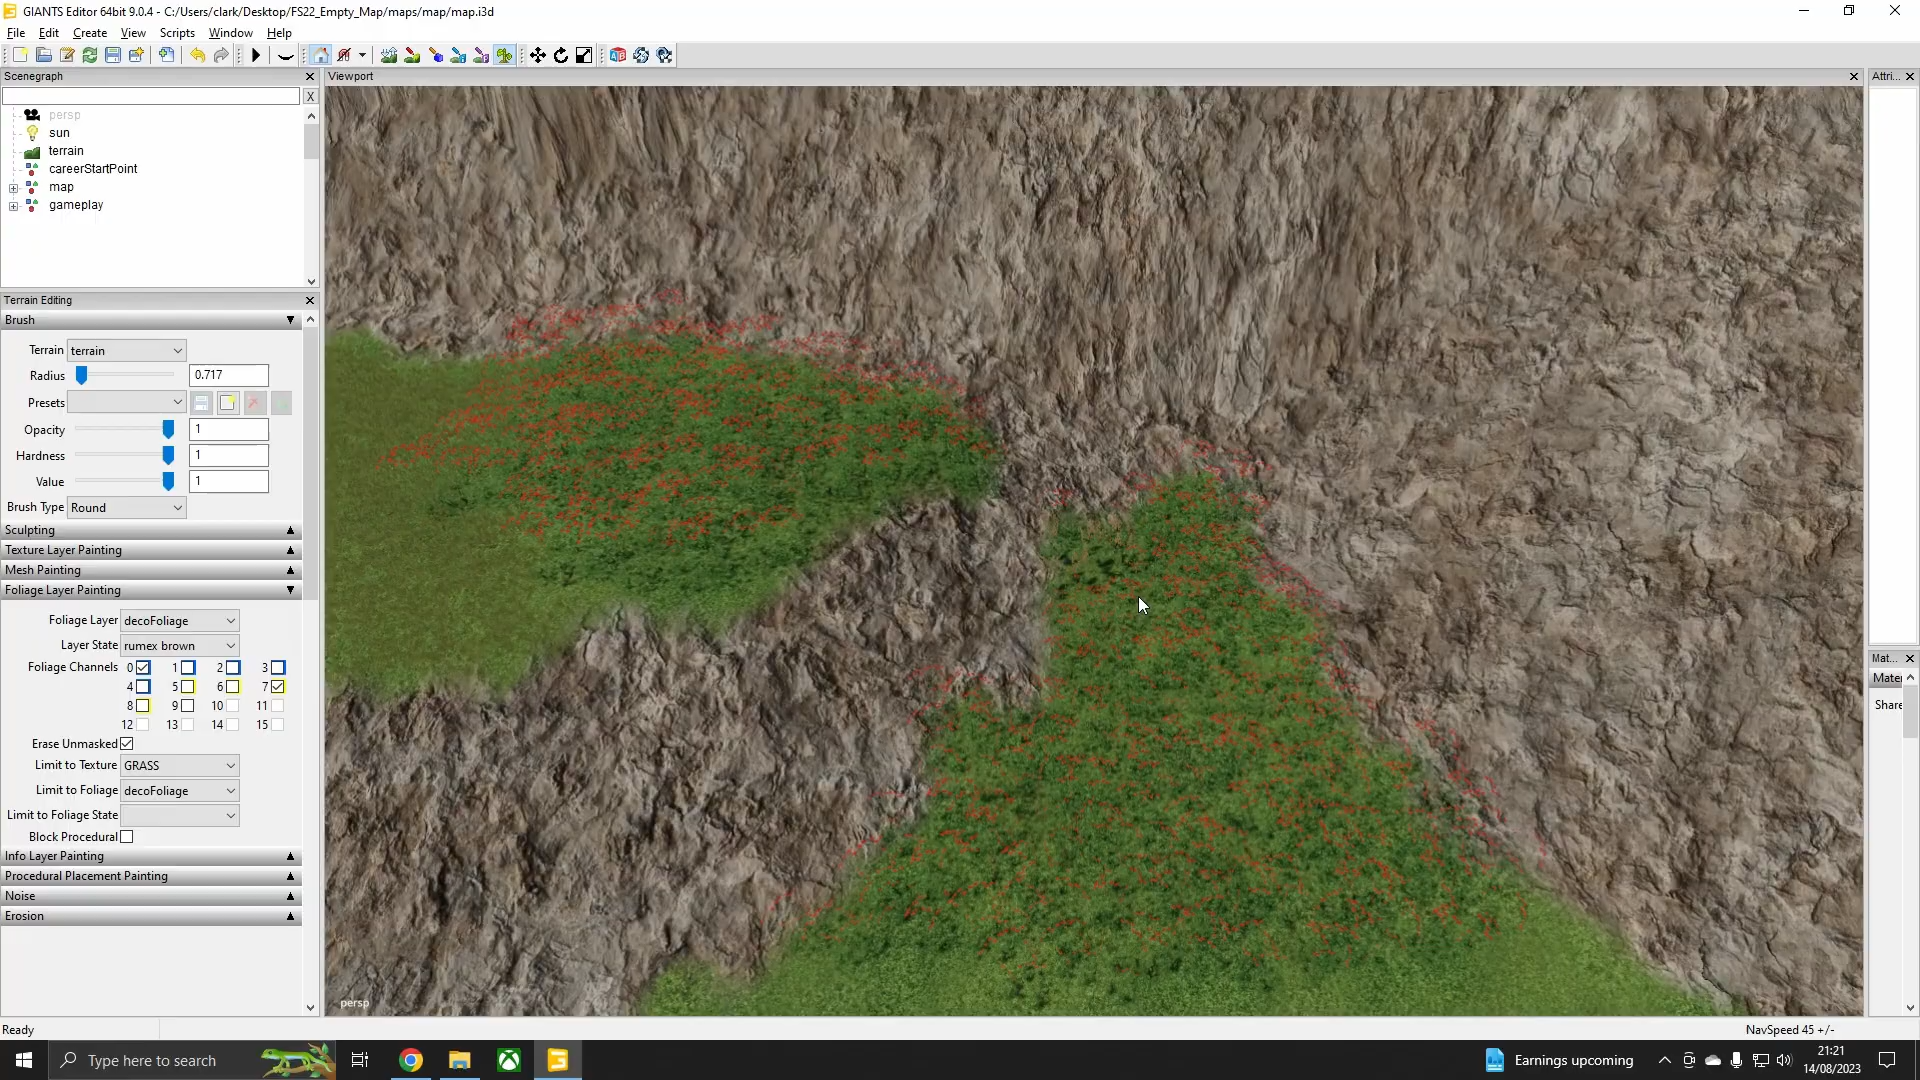 GIANTS Editor 64bit 9.0.4 - C:/Users/clark/Desktop/FS22_Empty_Map/maps/map/map.i3d
File Edit Create View Scripts Window Help
Scenegraph
X
persp
sun
terrain
careerStartPoint
map
gameplay
Terrain Editing
Brush
Terrain terrain
Radius 0.717
Presets
Opacity 1
Hardness 1
Value 1
Brush Type Round
Sculpting
Texture Layer Painting
Mesh Painting
Foliage Layer Painting
Foliage Layer decoFoliage
Layer State rumex brown
Foliage Channels 0 1 2 3
4 5 6 7
8 9 10 11
12 13 14 15
Erase Unmasked
Limit to Texture GRASS
Limit to Foliage decoFoliage
Limit to Foliage State
Block Procedural
Info Layer Painting
Procedural Placement Painting
Noise
Erosion
Viewport
persp
Attri...
Mat...
Mater
Share
Ready
NavSpeed 45 +/-
Type here to search
Earnings upcoming
21:21
14/08/2023